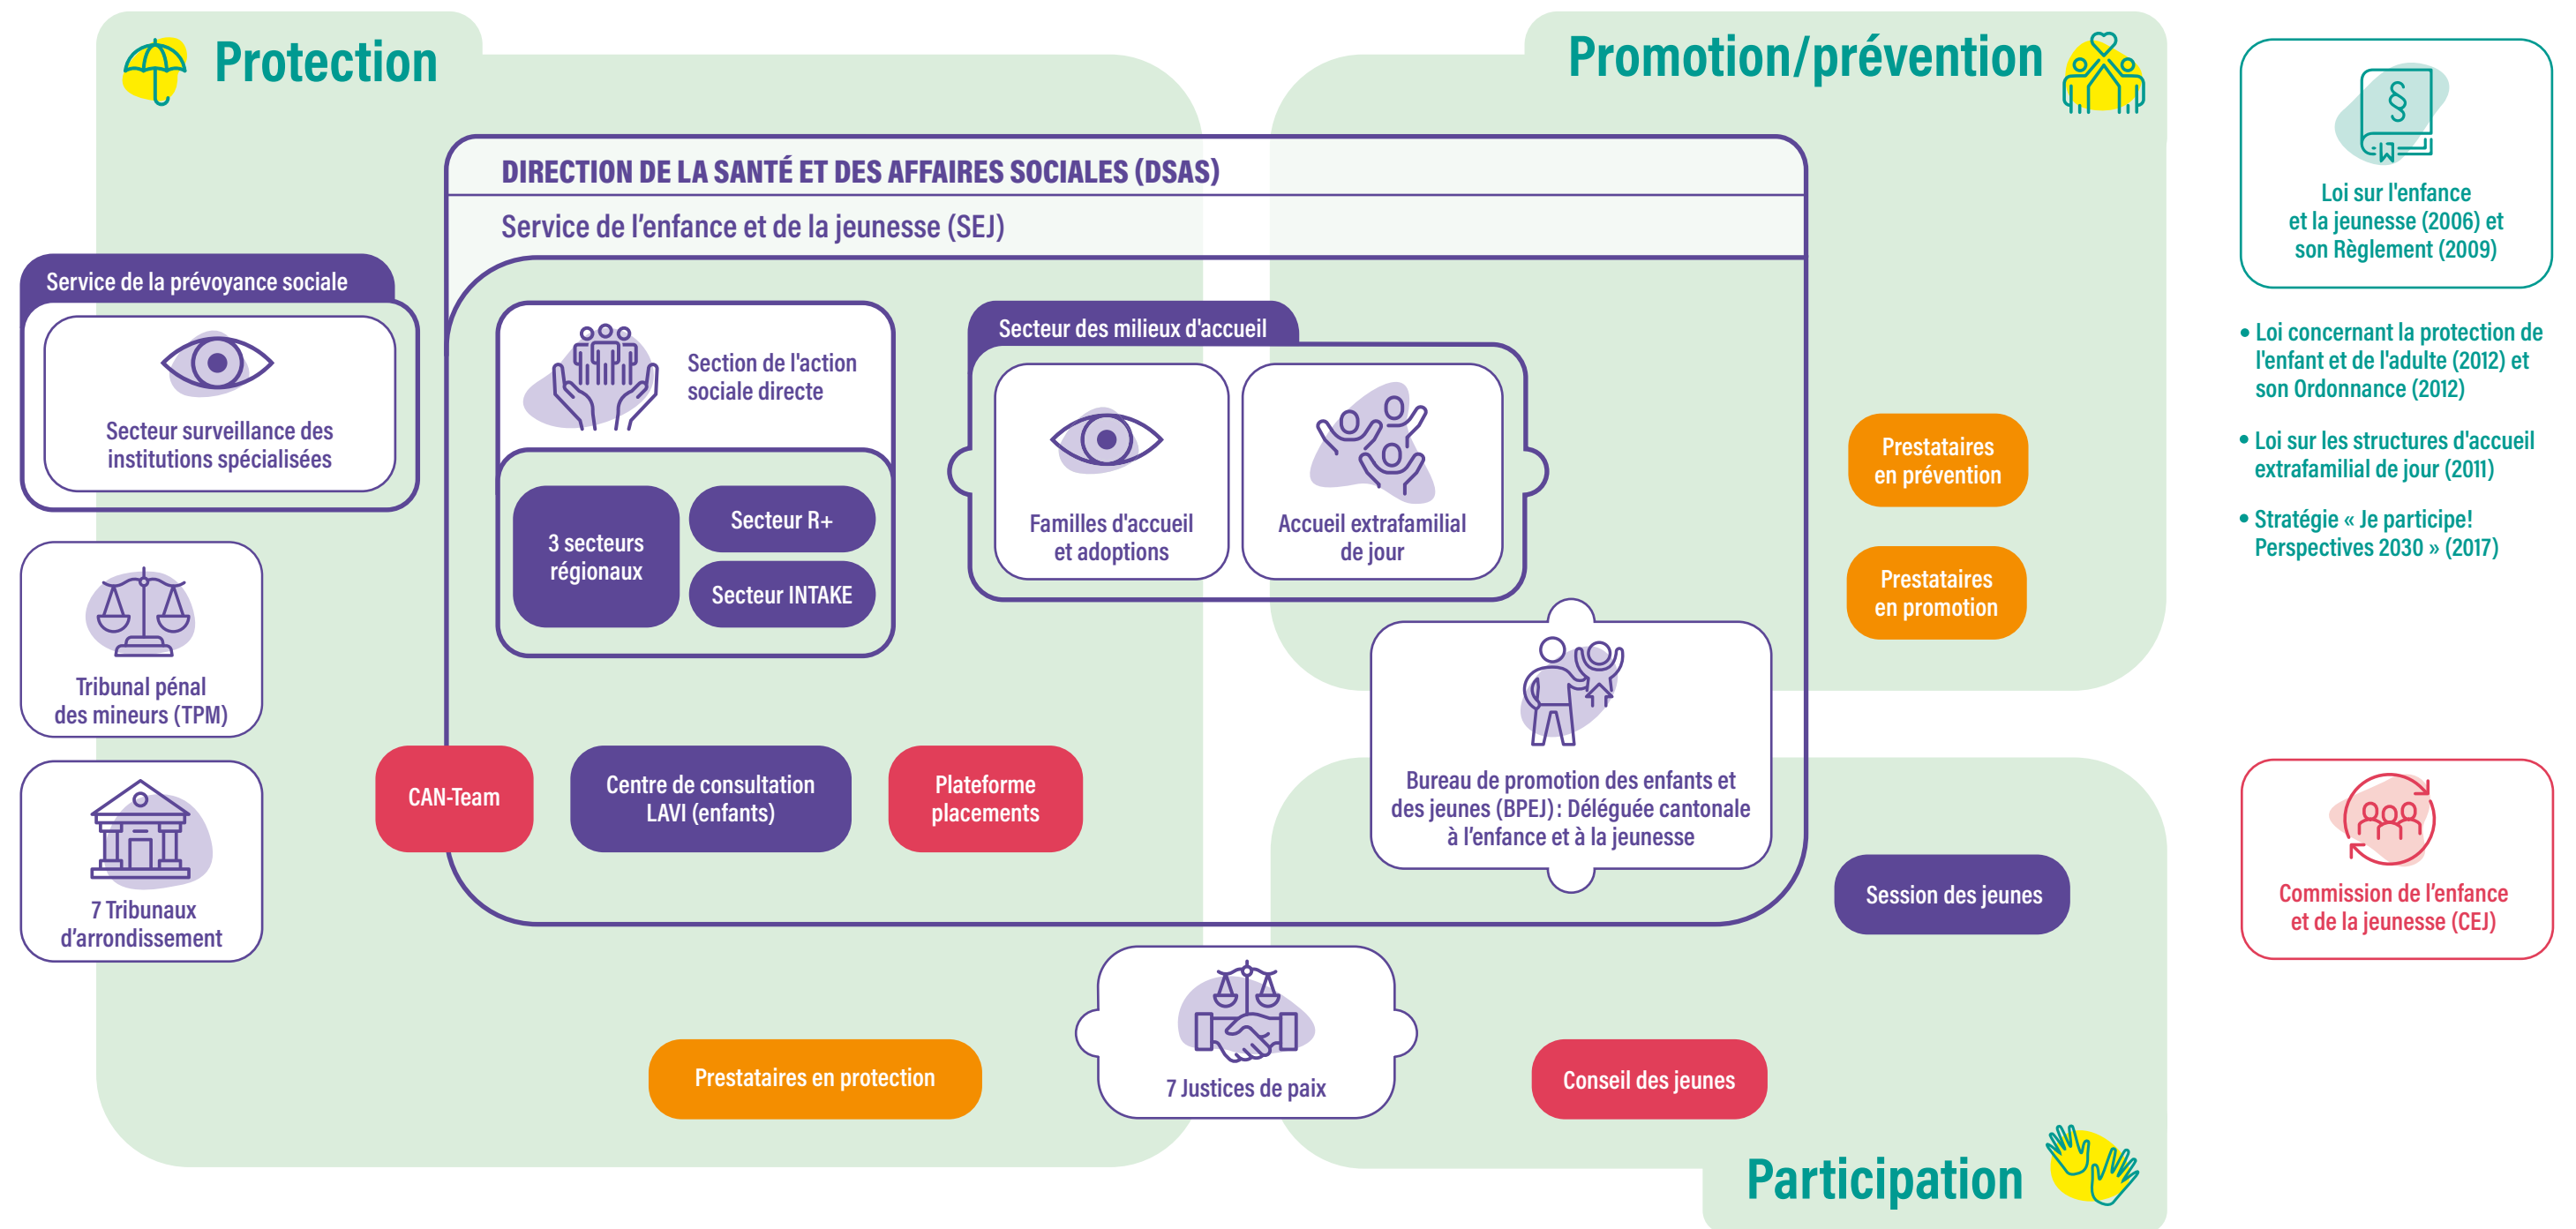 Protection
Promotion/prévention
DIRECTION DE LA SANTÉ ET DES AFFAIRES SOCIALES (DSAS)
Service de l’enfance et de la jeunesse (SEJ)
Service de la prévoyance sociale
Secteur surveillance des
institutions spécialisées
Tribunal pénal
des mineurs (TPM)
7 Tribunaux
d’arrondissement
Section de l'action
sociale directe
3 secteurs
régionaux
Secteur R+
Secteur INTAKE
Secteur des milieux d'accueil
Familles d'accueil
et adoptions
Accueil extrafamilial
de jour
CAN-Team
Centre de consultation
LAVI (enfants)
Plateforme
placements
Bureau de promotion des enfants et
des jeunes (BPEJ) : Déléguée cantonale
à l’enfance et à la jeunesse
Prestataires
en prévention
Prestataires
en promotion
Session des jeunes
Prestataires en protection
7 Justices de paix
Conseil des jeunes
Participation
§
Loi sur l'enfance
et la jeunesse (2006) et
son Règlement (2009)
• Loi concernant la protection de
l'enfant et de l'adulte (2012) et
son Ordonnance (2012)
• Loi sur les structures d'accueil
extrafamilial de jour (2011)
• Stratégie « Je participe!
Perspectives 2030 » (2017)
Commission de l’enfance
et de la jeunesse (CEJ)